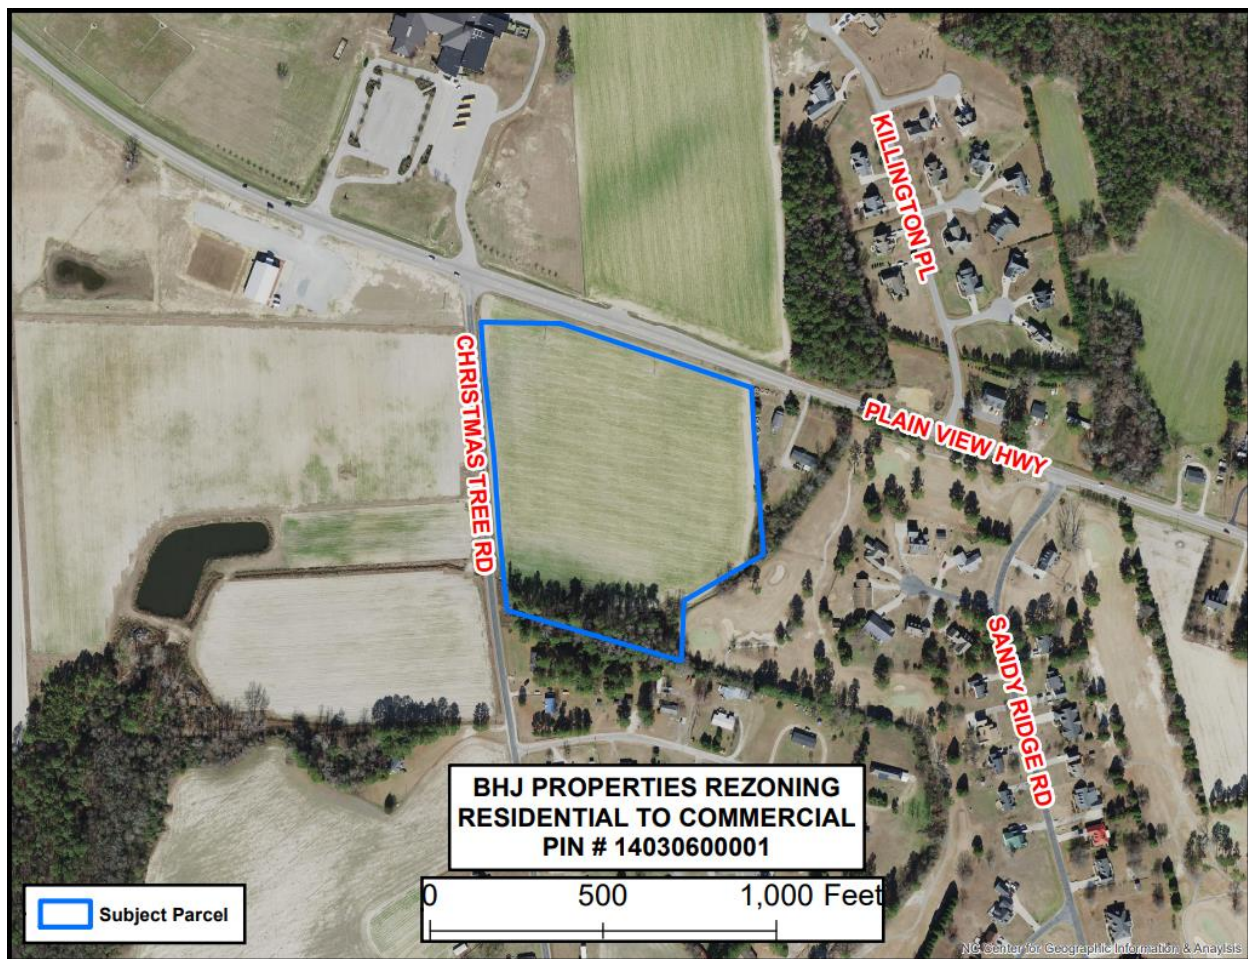 KILLINGTON PL
CHRISTMAS TREE RD
PLAIN VIEW HWY
SANDY RIDGE RD
BHJ PROPERTIES REZONING
RESIDENTIAL TO COMMERCIAL
PIN # 14030600001
Subject Parcel
0 500 1,000 Feet
NC Center for Geographic Information & Anaylsis